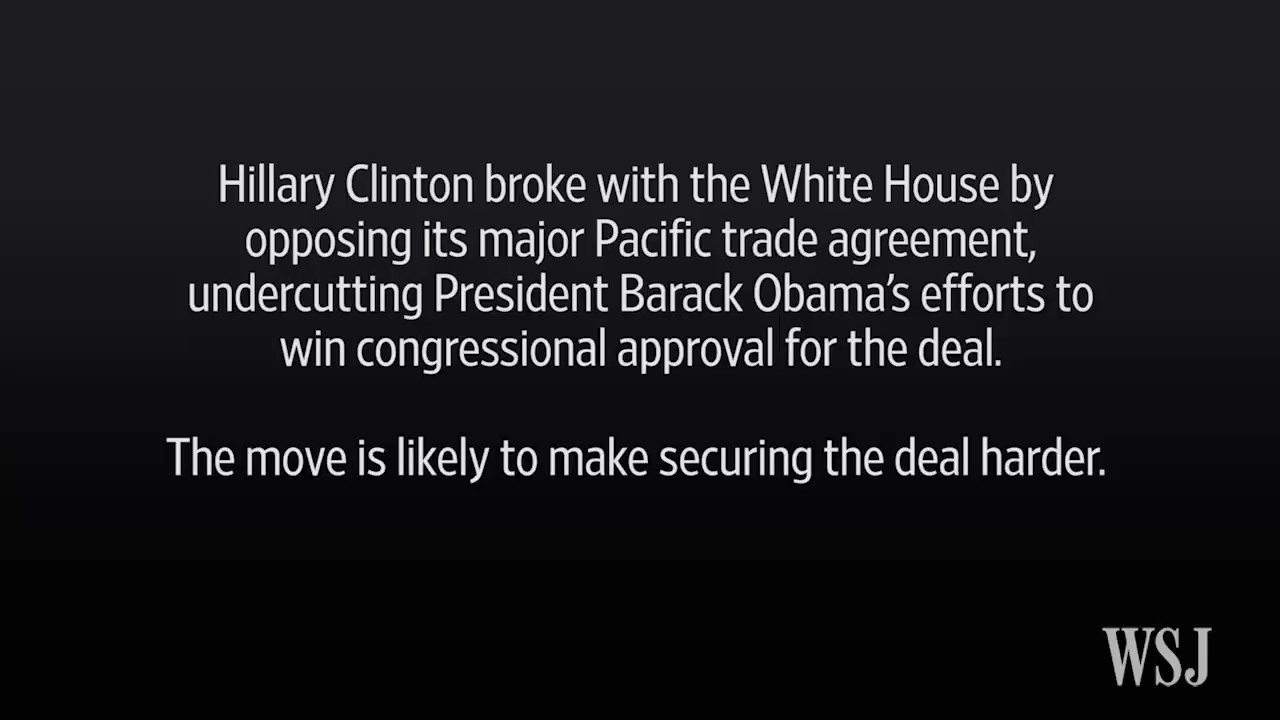 Hillary Clinton broke with the White House by
opposing its major Pacific trade agreement,
undercutting President Barack Obama’s efforts to
win congressional approval for the deal.
The move is likely to make securing the deal harder.
WSJ